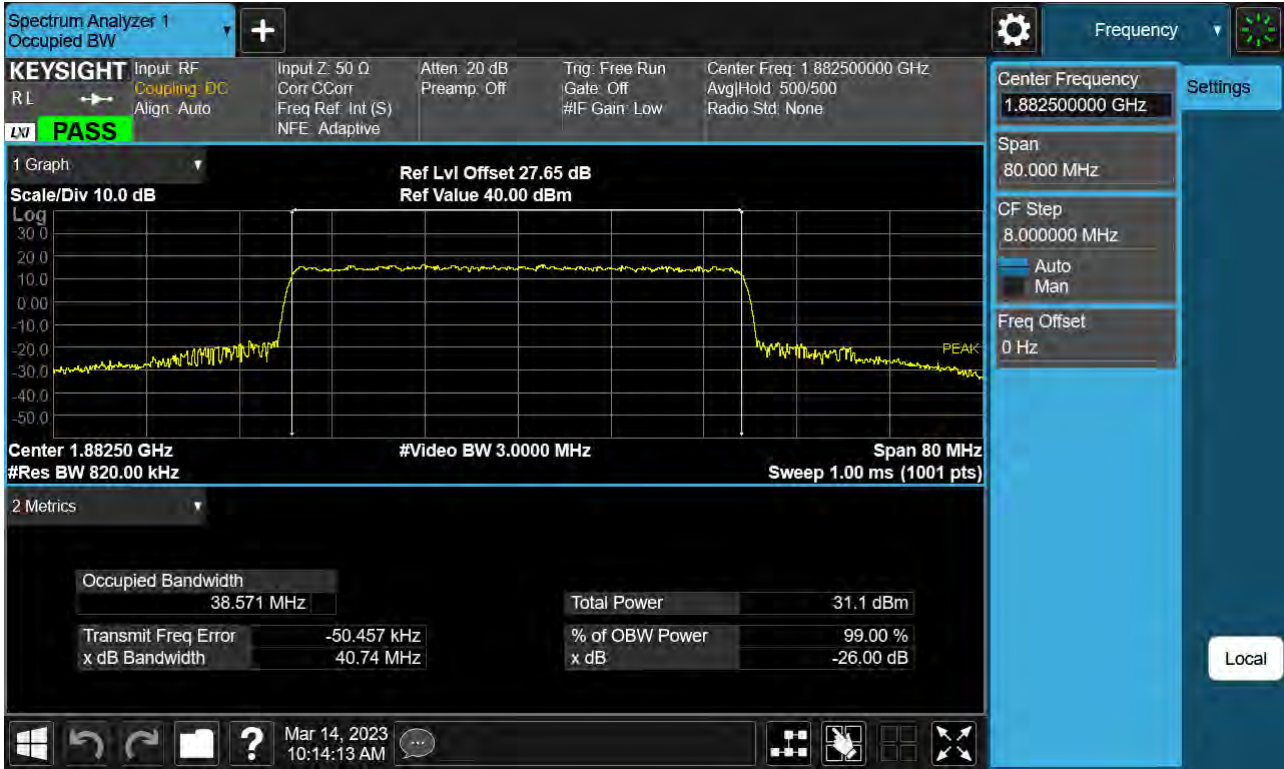 Spectrum Analyzer 1
Occupied BW
Frequency
KEYSIGHT
R L
LXI PASS
Input: RF
Coupling: DC
Align: Auto
Input Z: 50 Ω
Corr CCorr
Freq Ref: Int (S)
NFE: Adaptive
Atten: 20 dB
Preamp: Off
Trig: Free Run
Gate: Off
#IF Gain: Low
Center Freq: 1.882500000 GHz
Avg|Hold: 500/500
Radio Std: None
1 Graph
Scale/Div 10.0 dB
Ref Lvl Offset 27.65 dB
Ref Value 40.00 dBm
Log
30.0
20.0
10.0
0.00
-10.0
-20.0
-30.0
-40.0
-50.0
PEAK
Center 1.88250 GHz
#Res BW 820.00 kHz
#Video BW 3.0000 MHz
Span 80 MHz
Sweep 1.00 ms (1001 pts)
2 Metrics
Occupied Bandwidth
38.571 MHz
Transmit Freq Error -50.457 kHz
x dB Bandwidth 40.74 MHz
Total Power 31.1 dBm
% of OBW Power 99.00 %
x dB -26.00 dB
Center Frequency
1.882500000 GHz
Span
80.000 MHz
CF Step
8.000000 MHz
Auto
Man
Freq Offset
0 Hz
Settings
Local
?
Mar 14, 2023
10:14:13 AM